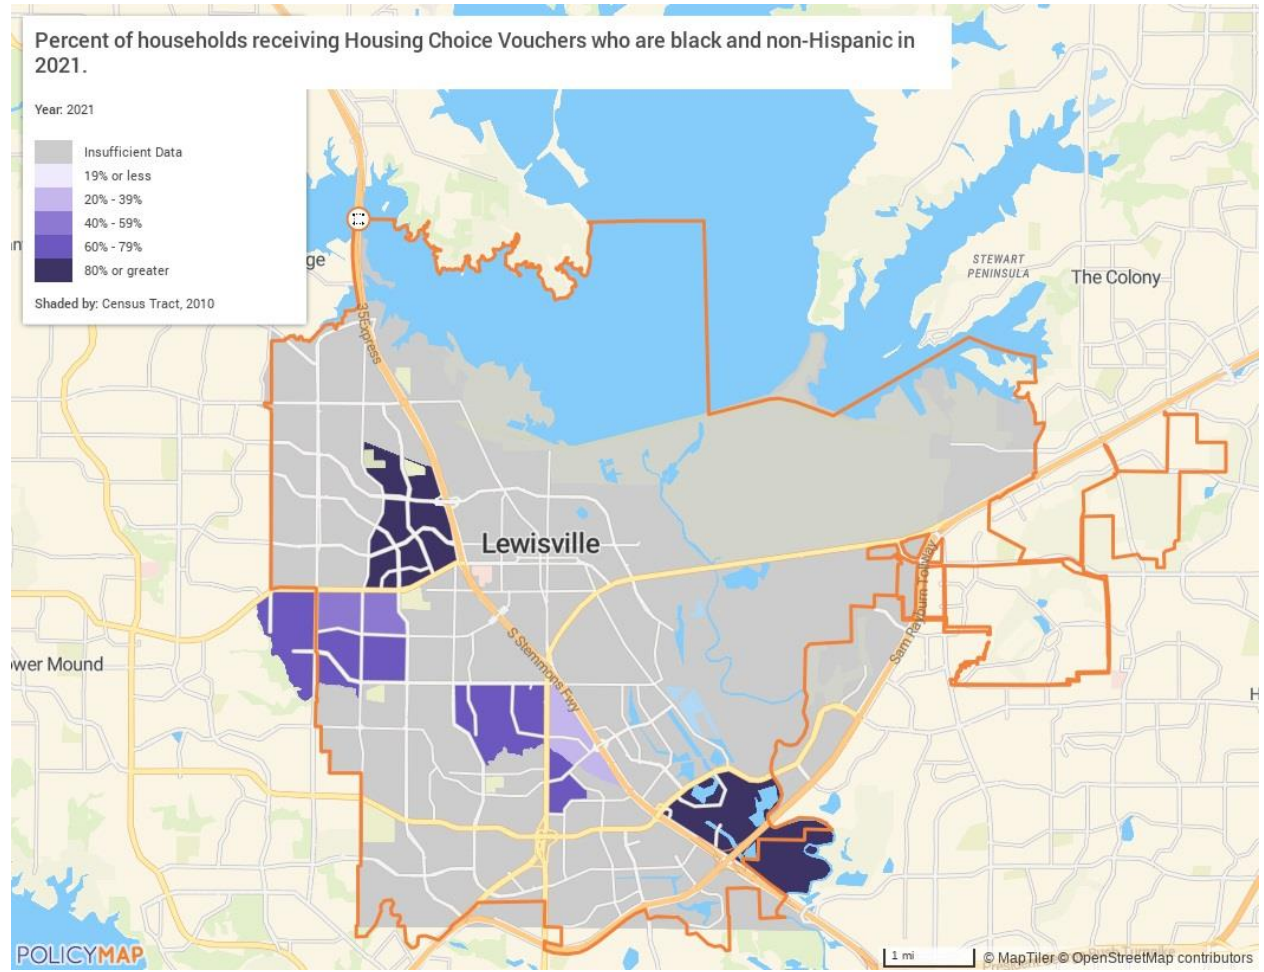 Percent of households receiving Housing Choice Vouchers who are black and non-Hispanic in
2021.
Year: 2021
Insufficient Data
19% or less
20% - 39%
40% - 59%
60% - 79%
80% or greater
Shaded by: Census Tract, 2010
ge
STEWART
PENINSULA
The Colony
35Express
Lewisville
Sam Rayburn Tollway
S Stemmons Fwy
ower Mound
H
POLICYMAP
1 mi
© MapTiler © OpenStreetMap contributors